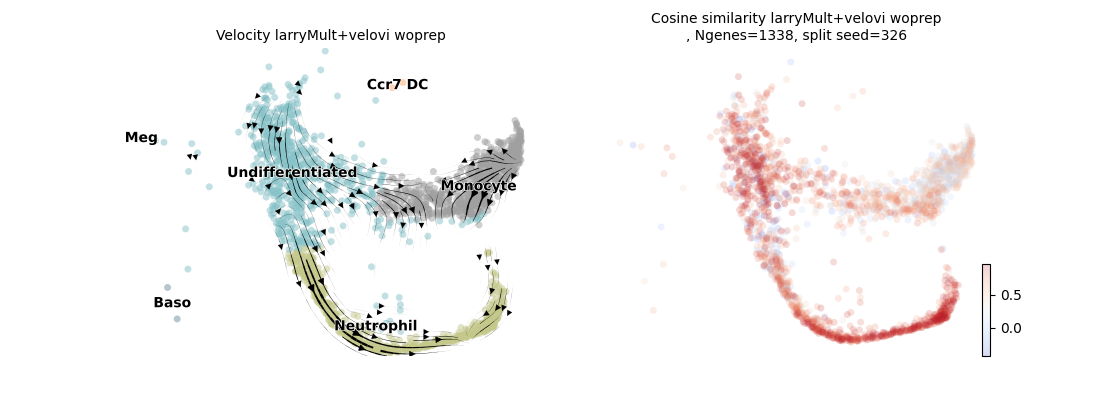 Velocity larryMult+velovi woprep
Ccr7 DC
Meg
Undifferentiated
Monocyte
Baso
Neutrophil
Cosine similarity larryMult+velovi woprep
, Ngenes=1338, split seed=326
0.5
0.0